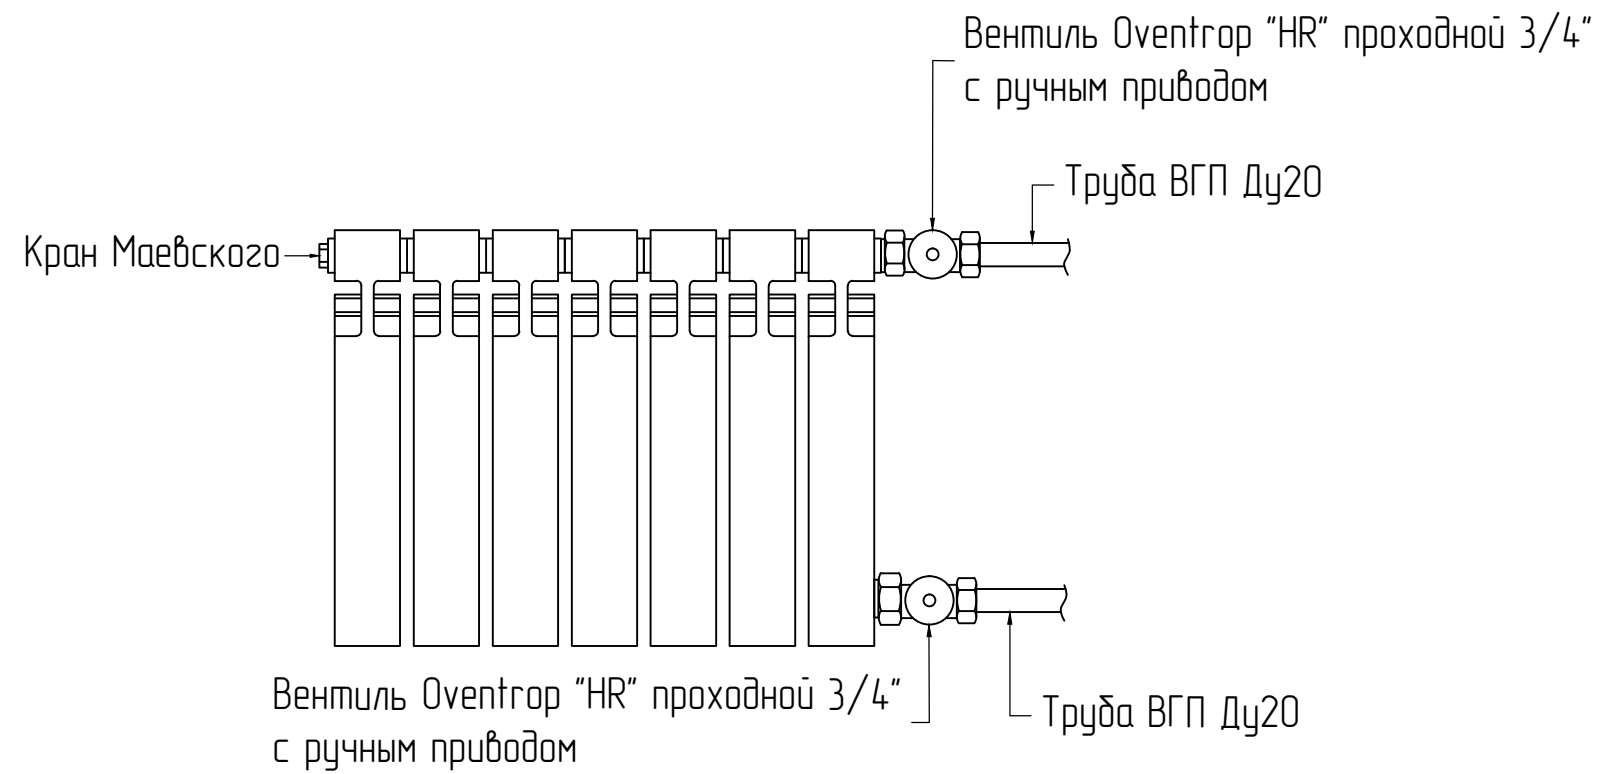 Вентиль Oventrop "HR" проходной 3/4"
с ручным приводом
Труба ВГП Ду20
Кран Маевского
Вентиль Oventrop "HR" проходной 3/4"
с ручным приводом
Труба ВГП Ду20